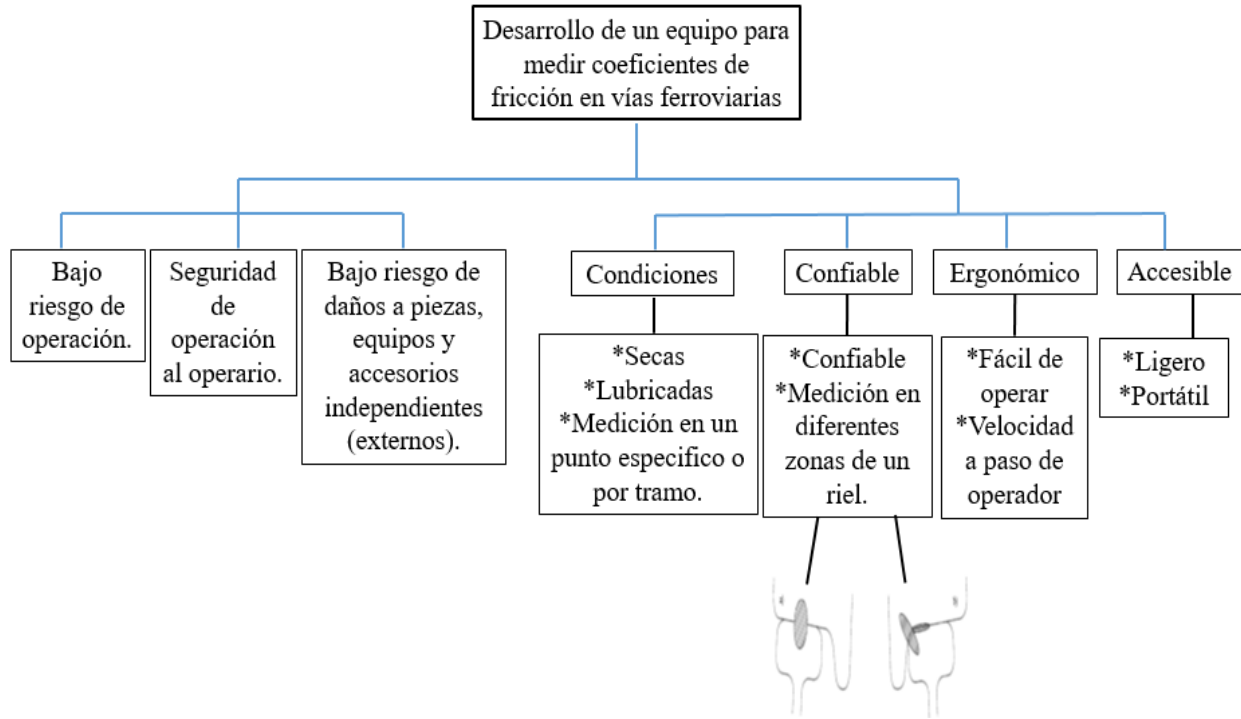 Desarrollo de un equipo para
medir coeficientes de
fricción en vías ferroviarias
Bajo
riesgo de
operación.
Seguridad
de
operación
al operario.
Bajo riesgo de
daños a piezas,
equipos y
accesorios
independientes
(externos).
Condiciones
*Secas
*Lubricadas
*Medición en un
punto especifico o
por tramo.
Confiable
*Confiable
*Medición en
diferentes
zonas de un
riel.
Ergonómico
*Fácil de
operar
*Velocidad
a paso de
operador
Accesible
*Ligero
*Portátil